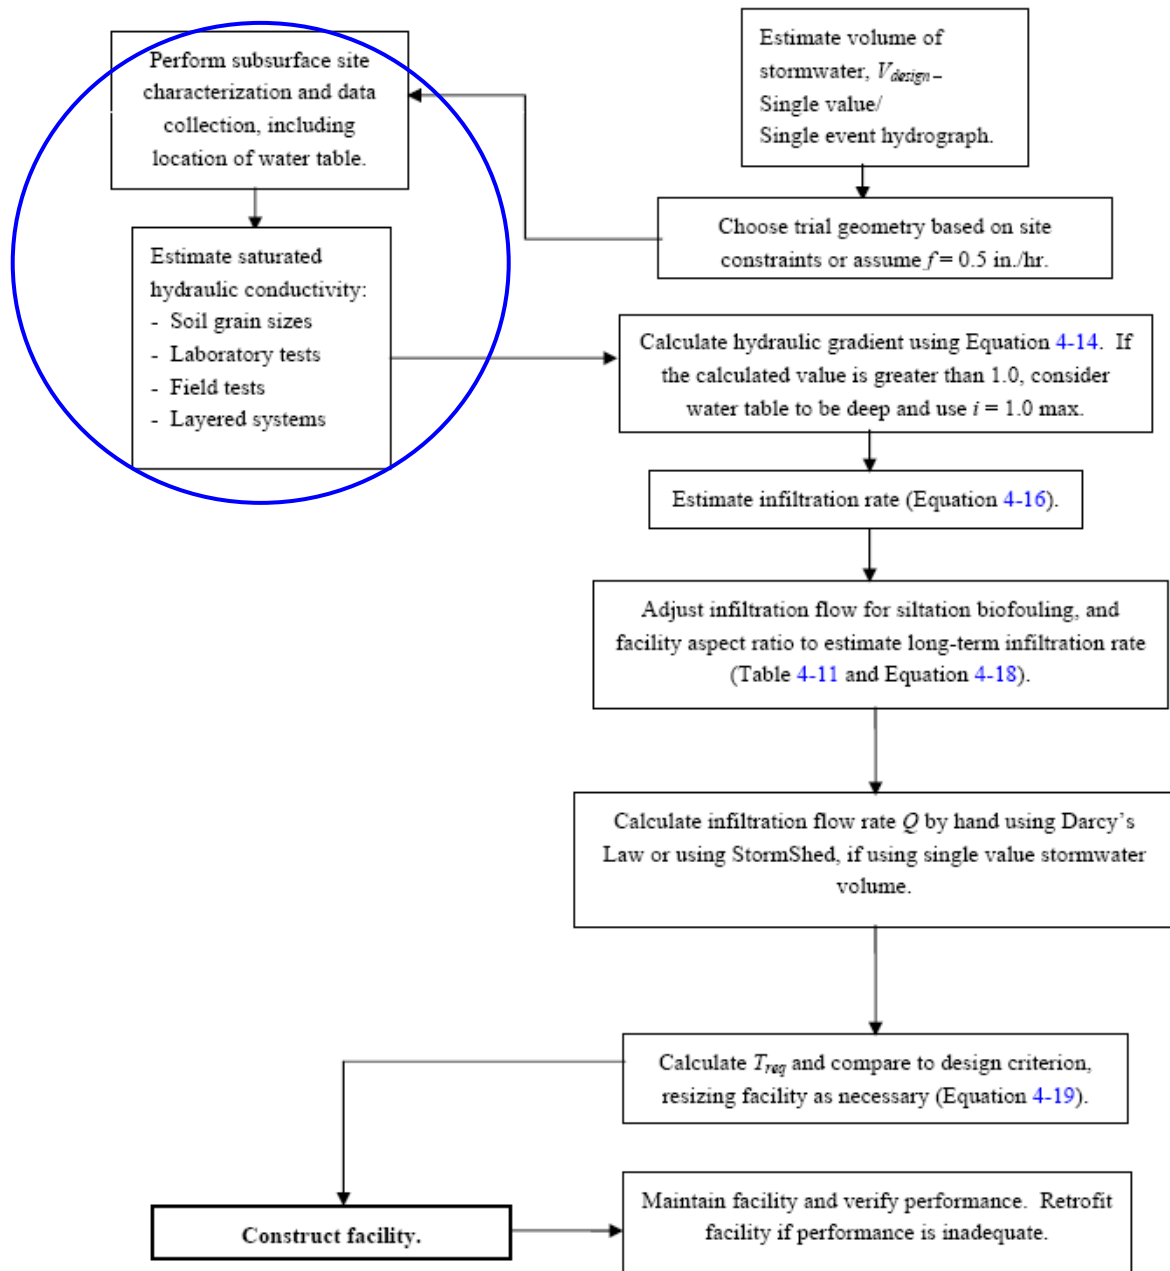 Estimate volume of
stormwater, V design –
Single value/
Single event hydrograph.
Choose trial geometry based on site
constraints or assume f = 0.5 in./hr.
Perform subsurface site
characterization and data
collection, including
location of water table.
Estimate saturated
hydraulic conductivity:
- Soil grain sizes
- Laboratory tests
- Field tests
- Layered systems
Calculate hydraulic gradient using Equation 4-14. If
the calculated value is greater than 1.0, consider
water table to be deep and use i = 1.0 max.
Estimate infiltration rate (Equation 4-16).
Adjust infiltration flow for siltation biofouling, and
facility aspect ratio to estimate long-term infiltration rate
(Table 4-11 and Equation 4-18).
Calculate infiltration flow rate Q by hand using Darcy's
Law or using StormShed, if using single value stormwater
volume.
Calculate Treq and compare to design criterion,
resizing facility as necessary (Equation 4-19).
Construct facility.
Maintain facility and verify performance. Retrofit
facility if performance is inadequate.